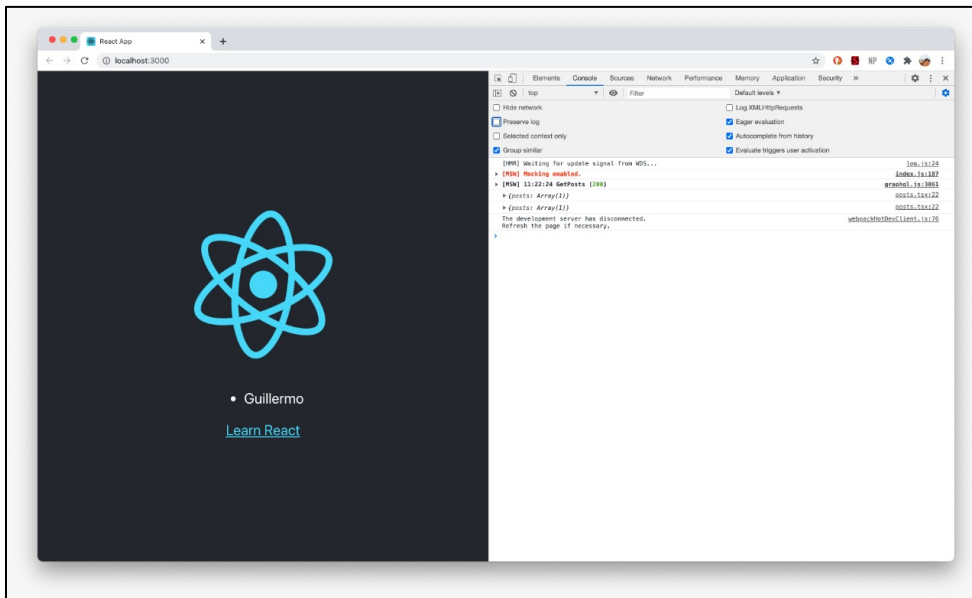 React App
localhost:3000
NP
Elements Console Sources Network Performance Memory Application Security »
top Filter Default levels ▾
Hide network
Log XMLHttpRequests
Preserve log
Eager evaluation
Selected context only
Autocomplete from history
Group similar
Evaluate triggers user activation
[HMR] Waiting for update signal from WDS... log.js:24
[MSW] Mocking enabled. index.js:187
[MSW] 11:22:24 GetPosts (200) graphql.js:3061
{posts: Array(1)} posts.tsx:22
{posts: Array(1)} posts.tsx:22
The development server has disconnected. webpackHotDevClient.js:76
Refresh the page if necessary.
• Guillermo
Learn React